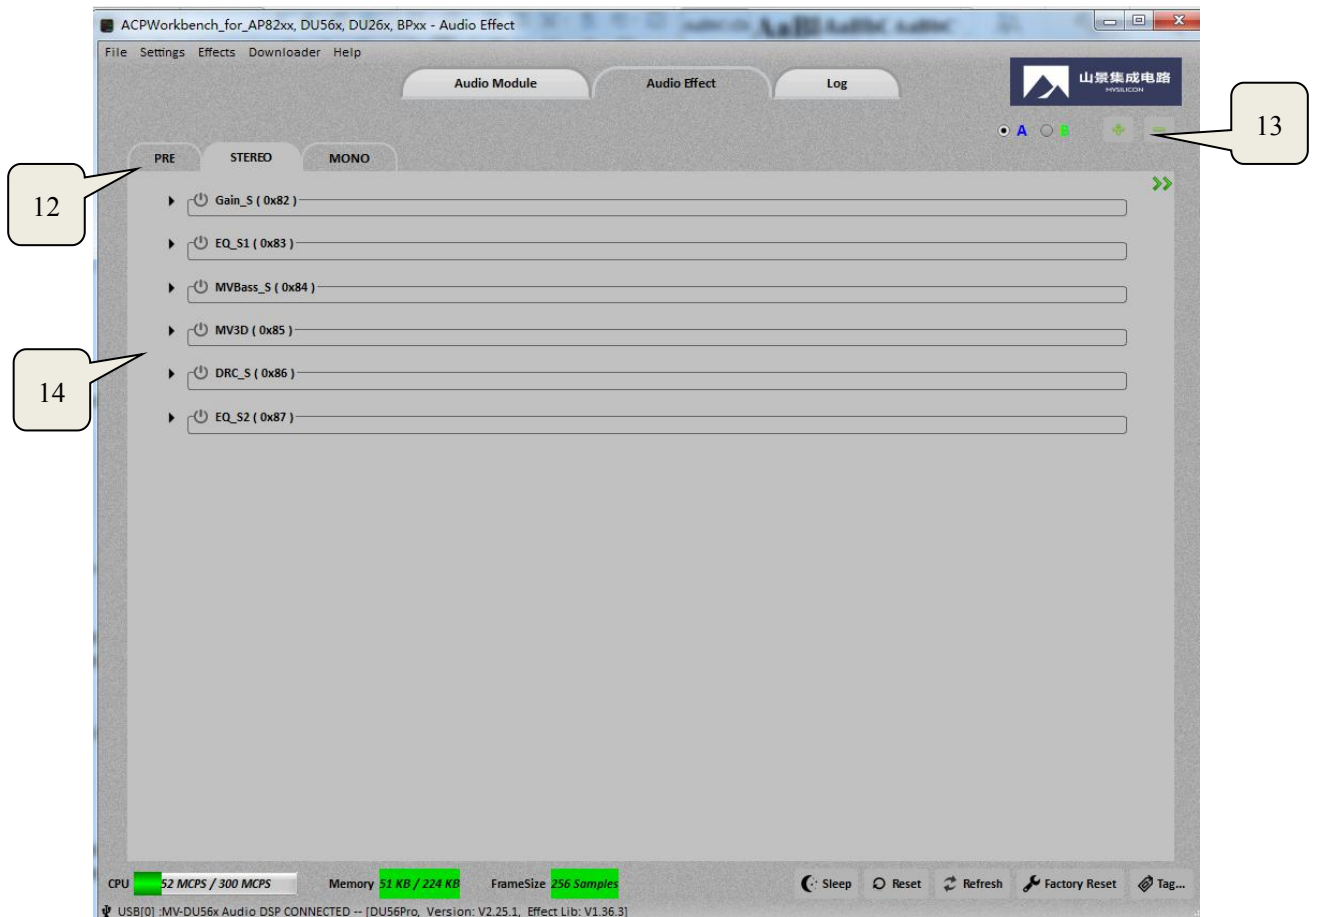 ACPWorkbench_for_AP82xx, DU56x, DU26x, BPxx - Audio Effect
File Settings Effects Downloader Help
Audio Module Audio Effect Log
山景集成电路
MVSILICON
A B
13
PRE STEREO MONO
12
Gain_S ( 0x82 )
EQ_S1 ( 0x83 )
MVBass_S ( 0x84 )
MV3D ( 0x85 )
14
DRC_S ( 0x86 )
EQ_S2 ( 0x87 )
CPU 52 MCPS / 300 MCPS Memory 51 KB / 224 KB FrameSize 256 Samples Sleep Reset Refresh Factory Reset Tag...
USB[0] :MV-DU56x Audio DSP CONNECTED -- [DU56Pro, Version: V2.25.1, Effect Lib: V1.36.3]